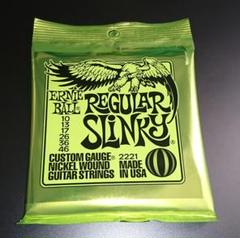 ERNIE BALL
REGULAR
SLINKY
10
13
17
26
36
46
CUSTOM GAUGE
NICKEL WOUND
GUITAR STRINGS
2221
MADE
IN USA